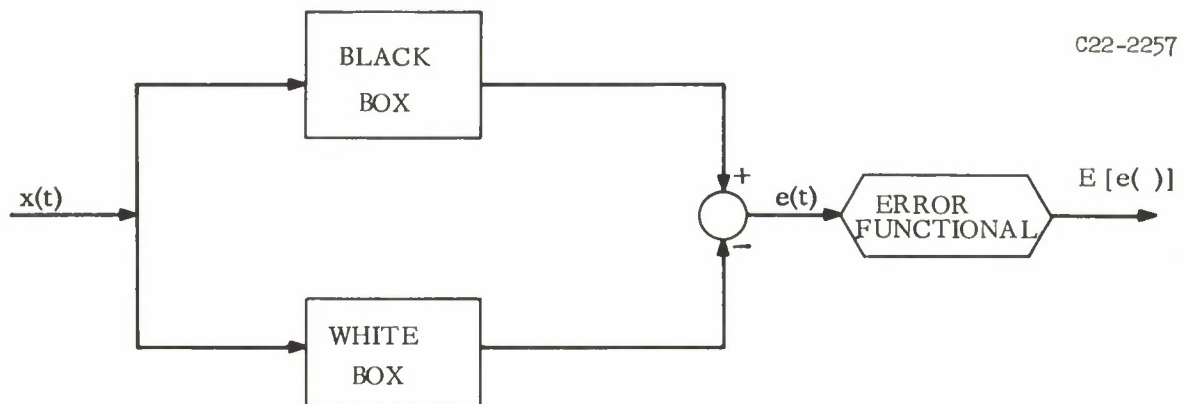 C22-2257
BLACK
BOX
x(t)
+
e(t)
-
ERROR
FUNCTIONAL
E [e( )]
WHITE
BOX